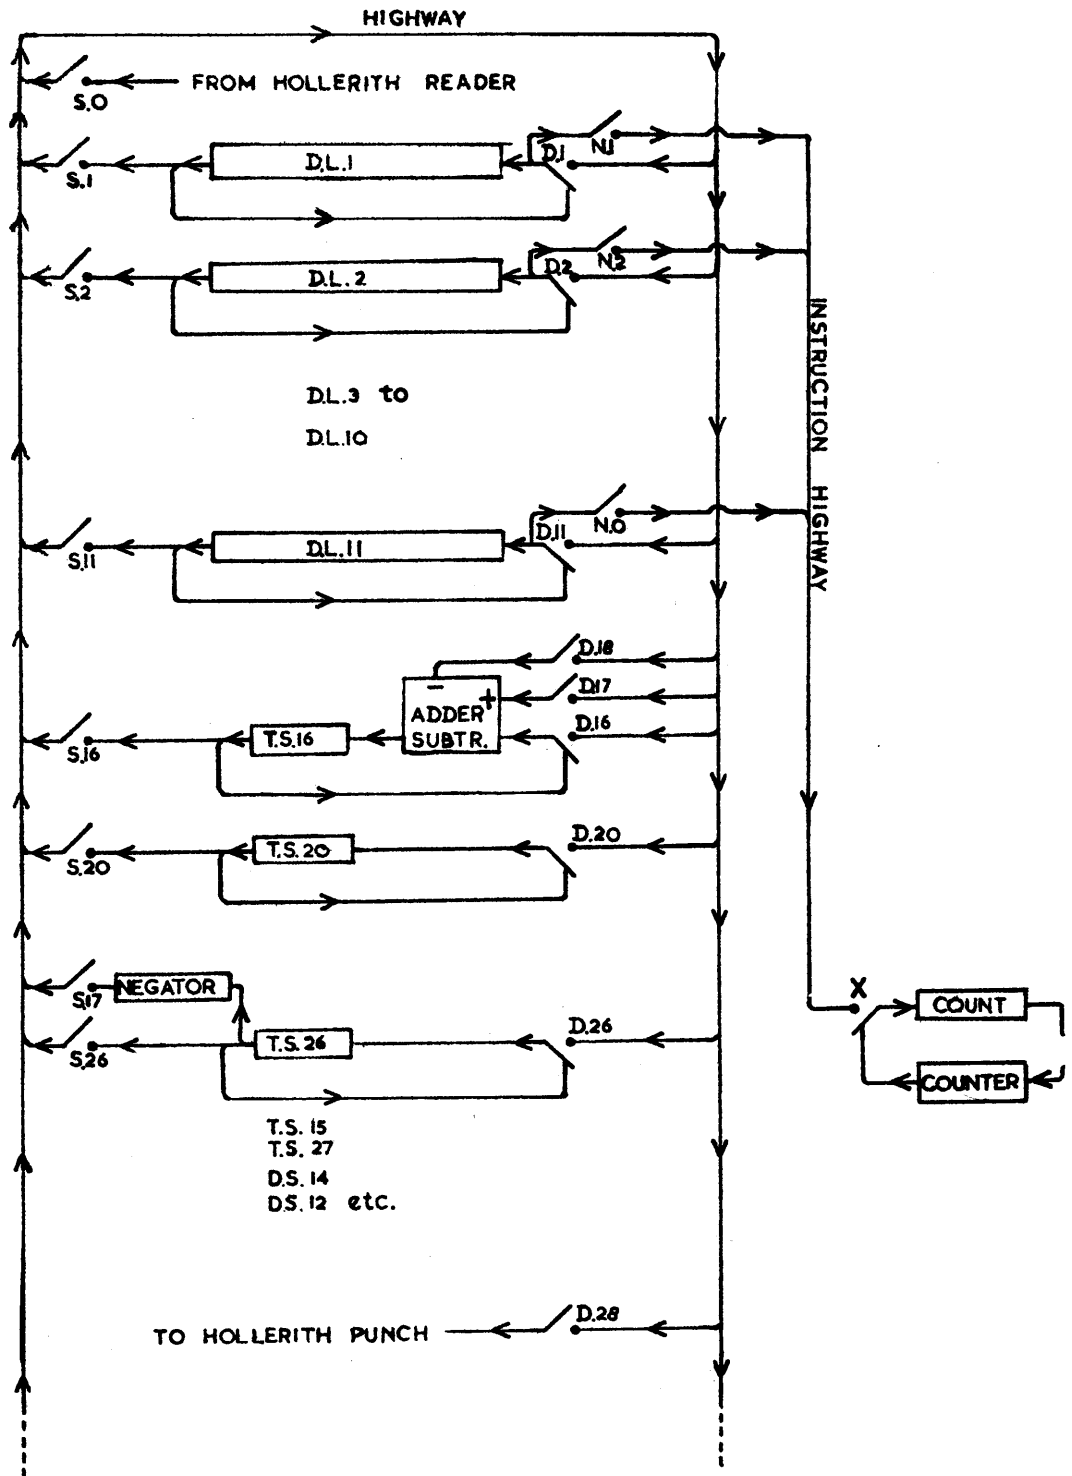 HIGHWAY
FROM HOLLERITH READER
S.O
N.1
D.1
D.L.1
S.1
N.2
D.2
D.L.2
S.2
INSTRUCTION HIGHWAY
D.L.3 to
D.L.10
N.O
D.11
D.L.11
S.11
D.18
D.17
D.16
- +
ADDER
SUBTR.
T.S.16
S.16
D.20
T.S.20
S.20
NEGATOR
S.17
X
COUNT
D.26
T.S.26
S.26
COUNTER
T.S. 15
T.S. 27
D.S. 14
D.S. 12 etc.
D.28
TO HOLLERITH PUNCH